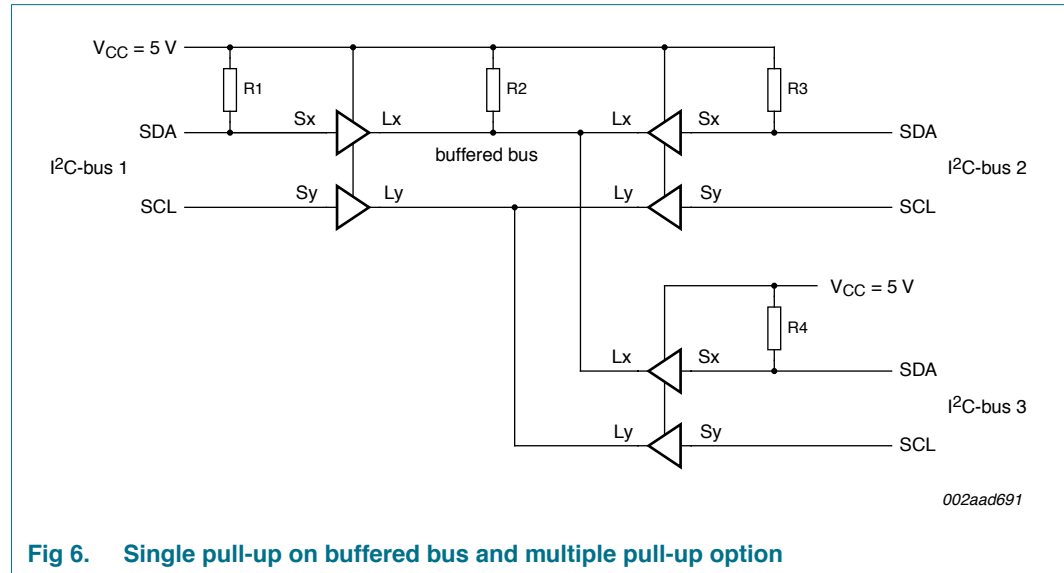 VCC = 5 V
R1
R2
R3
Sx
Lx
Lx
Sx
SDA
SDA
buffered bus
I2C-bus 1
I2C-bus 2
Sy
Ly
Ly
Sy
SCL
SCL
VCC = 5 V
R4
Lx
Sx
SDA
I2C-bus 3
Ly
Sy
SCL
002aad691
Fig 6. Single pull-up on buffered bus and multiple pull-up option